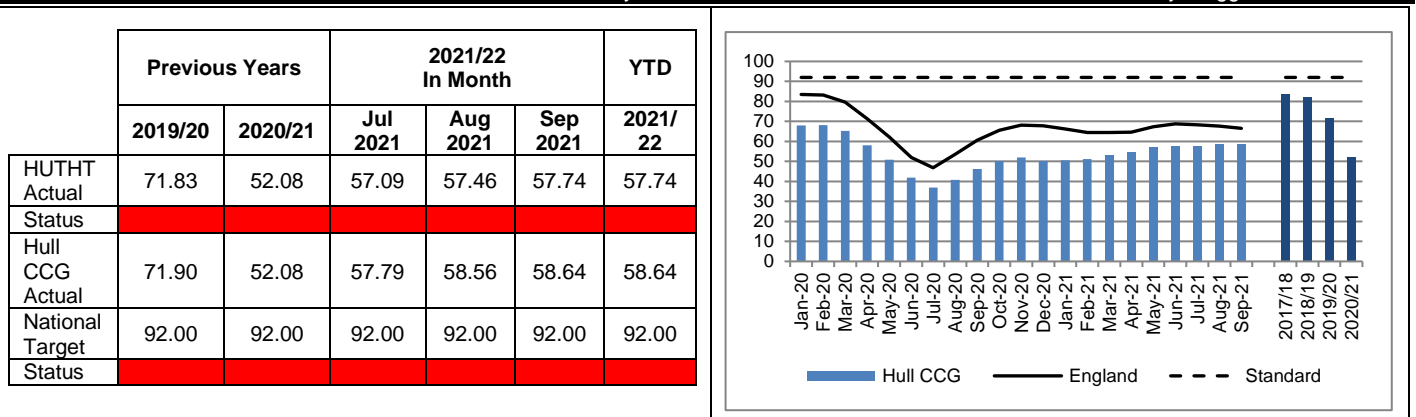 Previous Years
2021/22
In Month
YTD
2019/20 2020/21 Jul 2021 Aug 2021 Sep 2021 2021/22
HUTHT Actual 71.83 52.08 57.09 57.46 57.74 57.74
Status
Hull CCG Actual 71.90 52.08 57.79 58.56 58.64 58.64
National Target 92.00 92.00 92.00 92.00 92.00 92.00
Status
100
90
80
70
60
50
40
30
20
10
0
Jan-20
Feb-20
Mar-20
Apr-20
May-20
Jun-20
Jul-20
Aug-20
Sep-20
Oct-20
Nov-20
Dec-20
Jan-21
Feb-21
Mar-21
Apr-21
May-21
Jun-21
Jul-21
Aug-21
Sep-21
2017/18
2018/19
2019/20
2020/21
Hull CCG England Standard